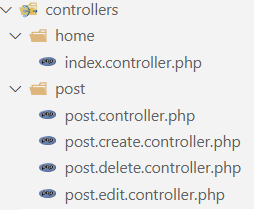 controllers
home
index.controller.php
post
post.controller.php
post.create.controller.php
post.delete.controller.php
post.edit.controller.php